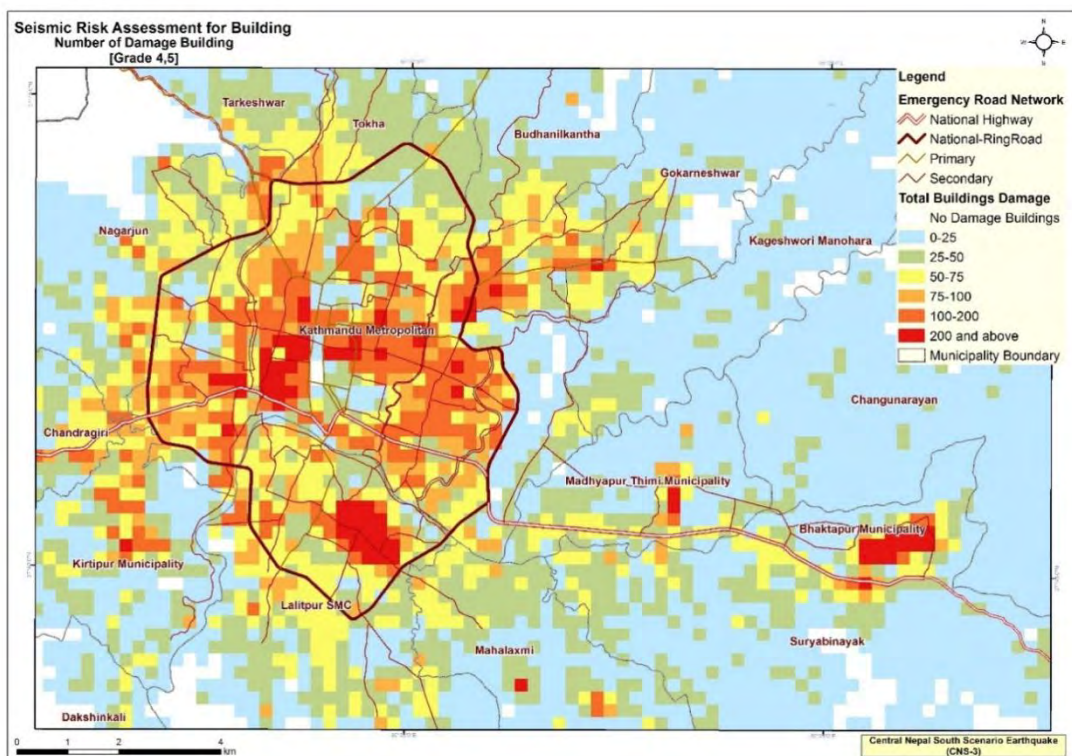 Seismic Risk Assessment for Building
Number of Damage Building
[Grade 4,5]
N
W E
S
Legend
Emergency Road Network
National Highway
National-RingRoad
Primary
Secondary
Total Buildings Damage
No Damage Buildings
0-25
25-50
50-75
75-100
100-200
200 and above
Municipality Boundary
Tarkeshwar
Tokha
Budhanilkantha
Gokarneshwar
Nagarjun
Kageshwori Manohara
Kathmandu Metropolitan
Changunarayan
Chandragiri
Madhyapur Thimi Municipality
Bhaktapur Municipality
Kirtipur Municipality
Lalitpur SMC
Suryabinayak
Mahalaxmi
Dakshinkali
0 1 2 4
km
Central Nepal South Scenario Earthquake
(CNS-3)